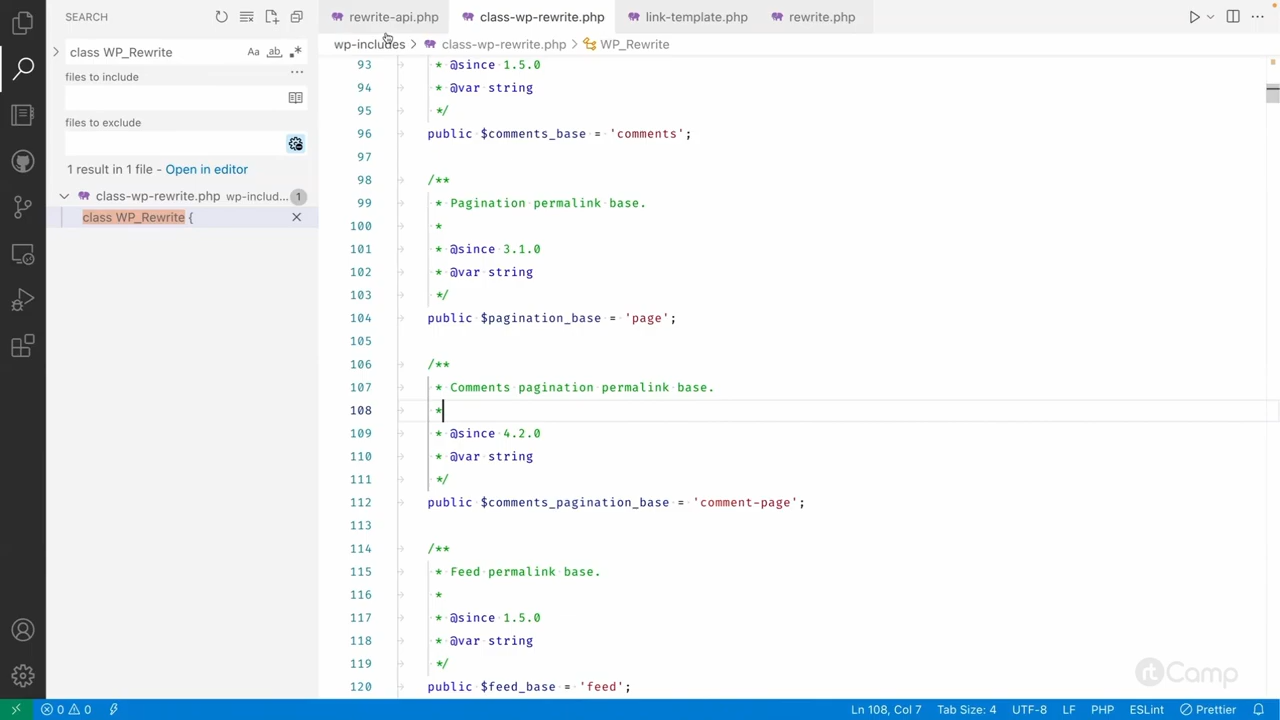 SEARCH
class WP_Rewrite
Aa
ab
files to include
files to exclude
1 result in 1 file - Open in editor
class-wp-rewrite.php wp-includ... 1
class WP_Rewrite {
rewrite-api.php class-wp-rewrite.php link-template.php rewrite.php
wp-includes > class-wp-rewrite.php > WP_Rewrite
93 * @since 1.5.0
94 * @var string
95 */
96 public $comments_base = 'comments';
97
98 /**
99 * Pagination permalink base.
100 *
101 * @since 3.1.0
102 * @var string
103 */
104 public $pagination_base = 'page';
105
106 /**
107 * Comments pagination permalink base.
108 *
109 * @since 4.2.0
110 * @var string
111 */
112 public $comments_pagination_base = 'comment-page';
113
114 /**
115 * Feed permalink base.
116 *
117 * @since 1.5.0
118 * @var string
119 */
120 public $feed_base = 'feed';
rtCamp
0 0
Ln 108, Col 7 Tab Size: 4 UTF-8 LF PHP ESLint Prettier